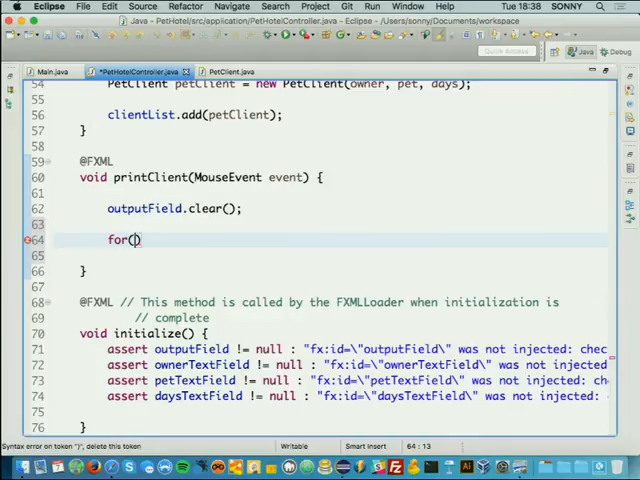 Eclipse File Edit Source Refactor Navigate Search Project Run Window Help Tue 18:38 SONNY
Java - PetHotel/src/application/PetHotelController.java - Eclipse - /Users/sonny/Documents/workspace
Quick Access
Java Debug
Main.java *PetHotelController.java PetClient.java
54 PetClient petClient = new PetClient(owner, pet, days);
55
56 clientList.add(petClient);
57 }
58
59 @FXML
60 void printClient(MouseEvent event) {
61
62 outputField.clear();
63
64 for()
65
66 }
67
68 @FXML // This method is called by the FXMLLoader when initialization is
69 // complete
70 void initialize() {
71 assert outputField != null : "fx:id=\"outputField\" was not injected: chec
72 assert ownerTextField != null : "fx:id=\"ownerTextField\" was not injected
73 assert petTextField != null : "fx:id=\"petTextField\" was not injected: che
74 assert daysTextField != null : "fx:id=\"daysTextField\" was not injected:
75
76 }
Syntax error on token ")", delete this token Writable Smart Insert 64 : 13